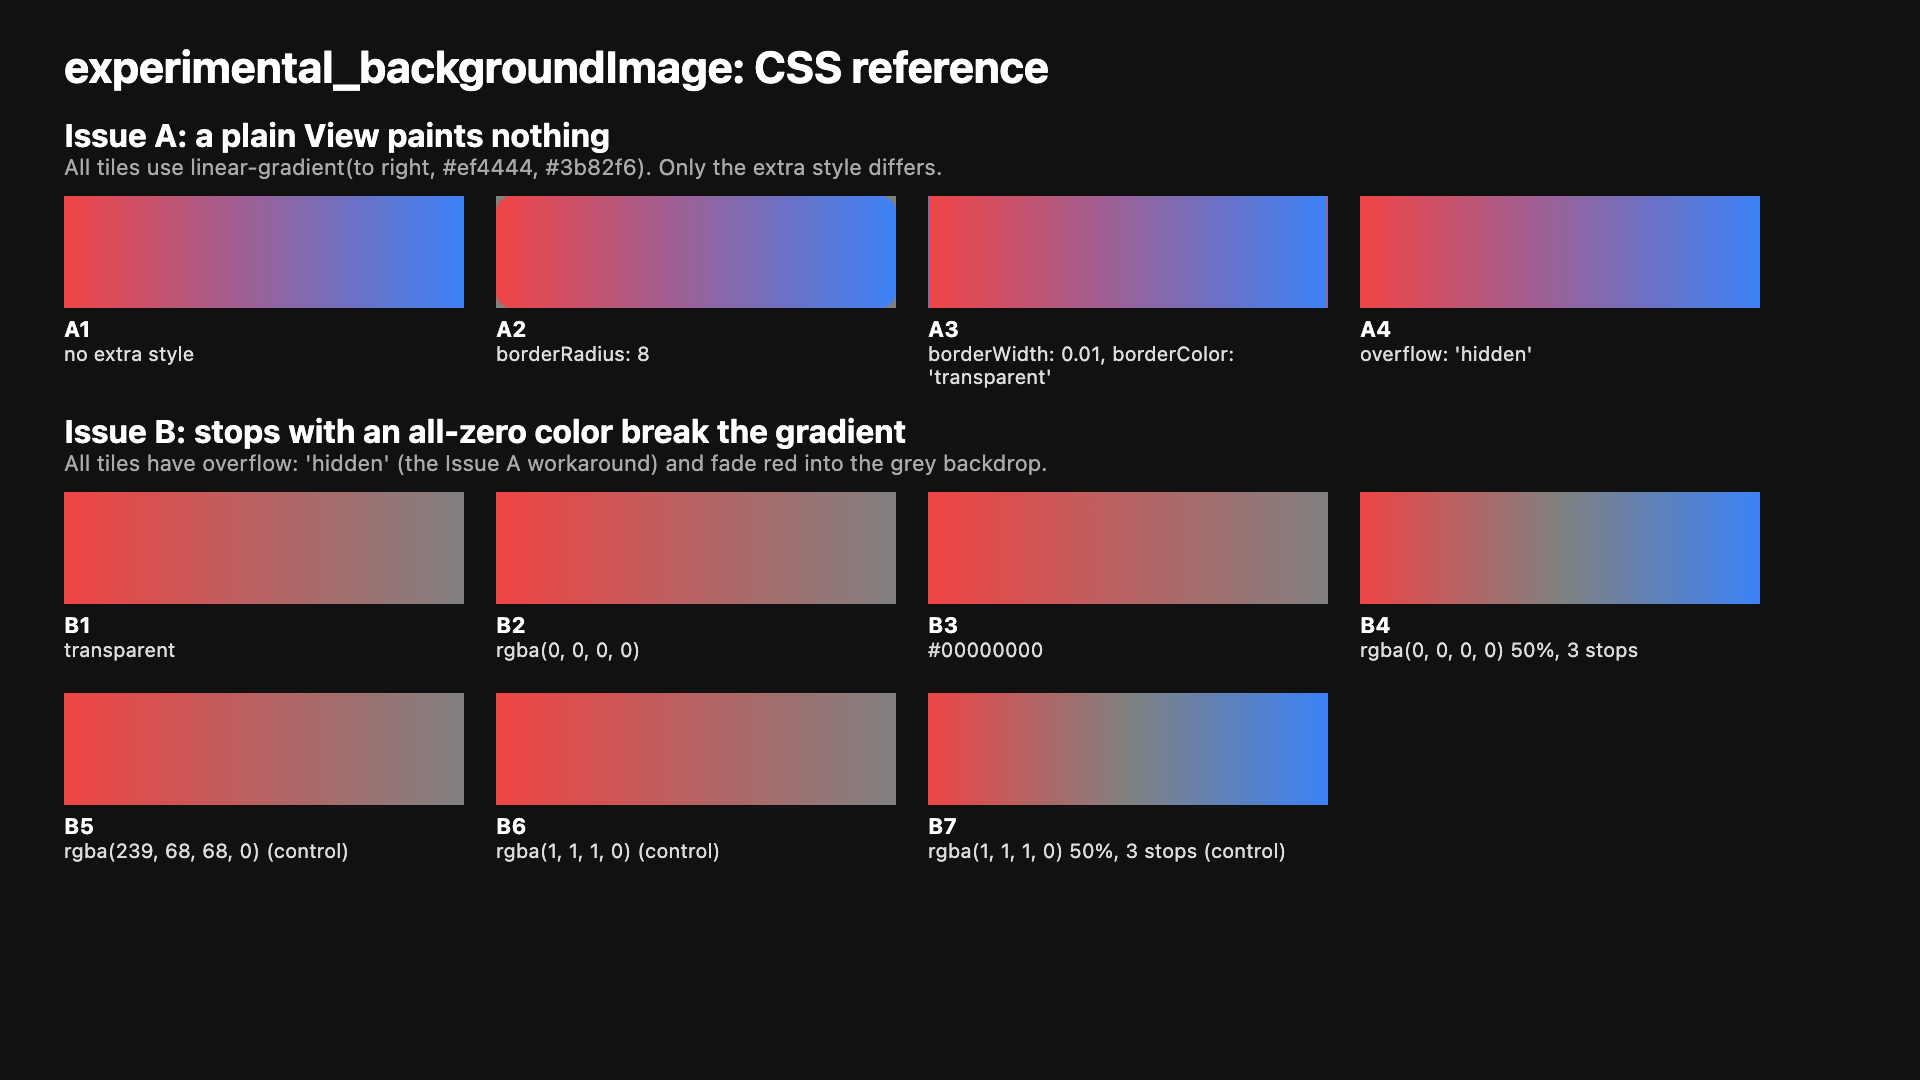 experimental_backgroundImage: CSS reference
Issue A: a plain View paints nothing
All tiles use linear-gradient(to right, #ef4444, #3b82f6). Only the extra style differs.
A1
no extra style
A2
borderRadius: 8
A3
borderWidth: 0.01, borderColor:
'transparent'
A4
overflow: 'hidden'
Issue B: stops with an all-zero color break the gradient
All tiles have overflow: 'hidden' (the Issue A workaround) and fade red into the grey backdrop.
B1
transparent
B2
rgba(0, 0, 0, 0)
B3
#00000000
B4
rgba(0, 0, 0, 0) 50%, 3 stops
B5
rgba(239, 68, 68, 0) (control)
B6
rgba(1, 1, 1, 0) (control)
B7
rgba(1, 1, 1, 0) 50%, 3 stops (control)